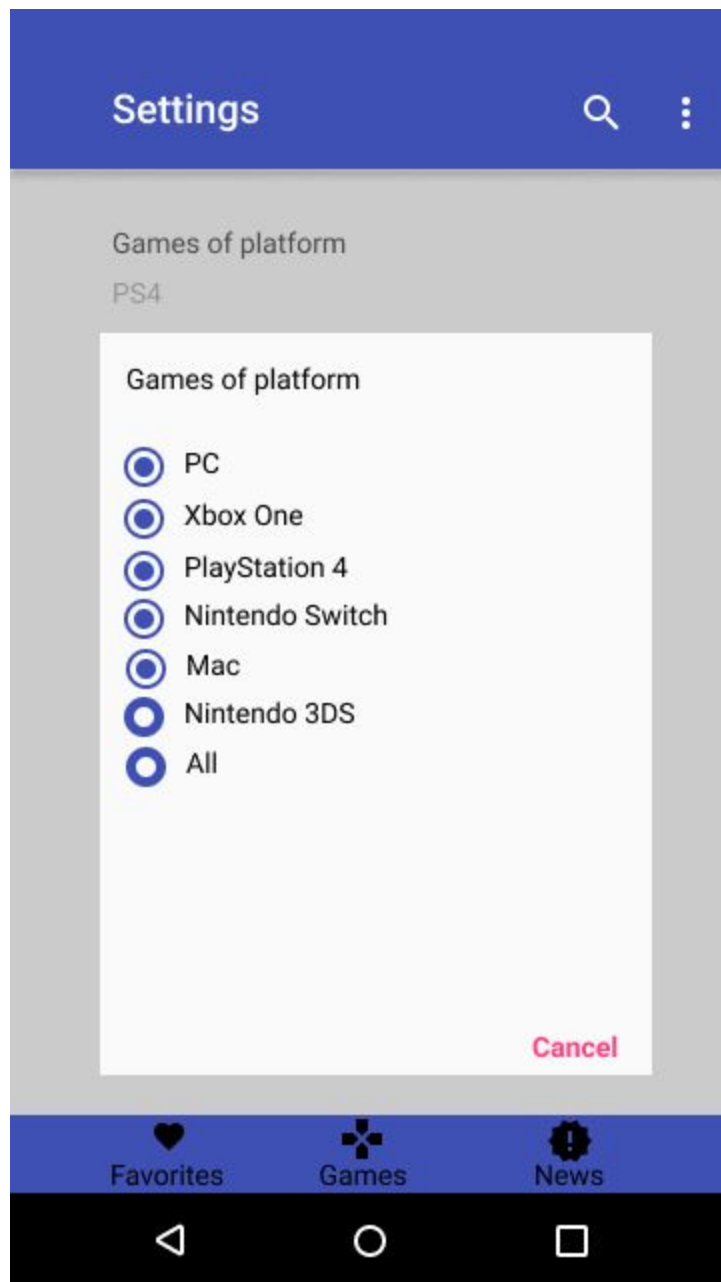 Settings
Games of platform
PS4
Games of platform
PC
Xbox One
PlayStation 4
Nintendo Switch
Mac
Nintendo 3DS
All
Cancel
Favorites Games News